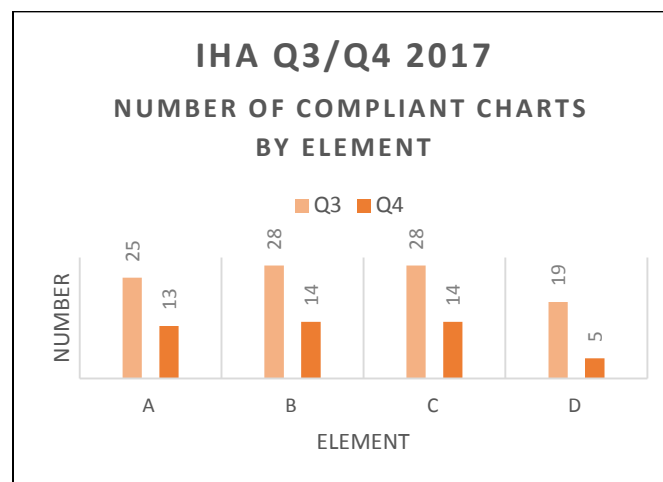 IHA Q3/Q4 2017
NUMBER OF COMPLIANT CHARTS
BY ELEMENT
Q3 Q4
25 13 28 14 28 14 19 5
NUMBER
A B C D
ELEMENT